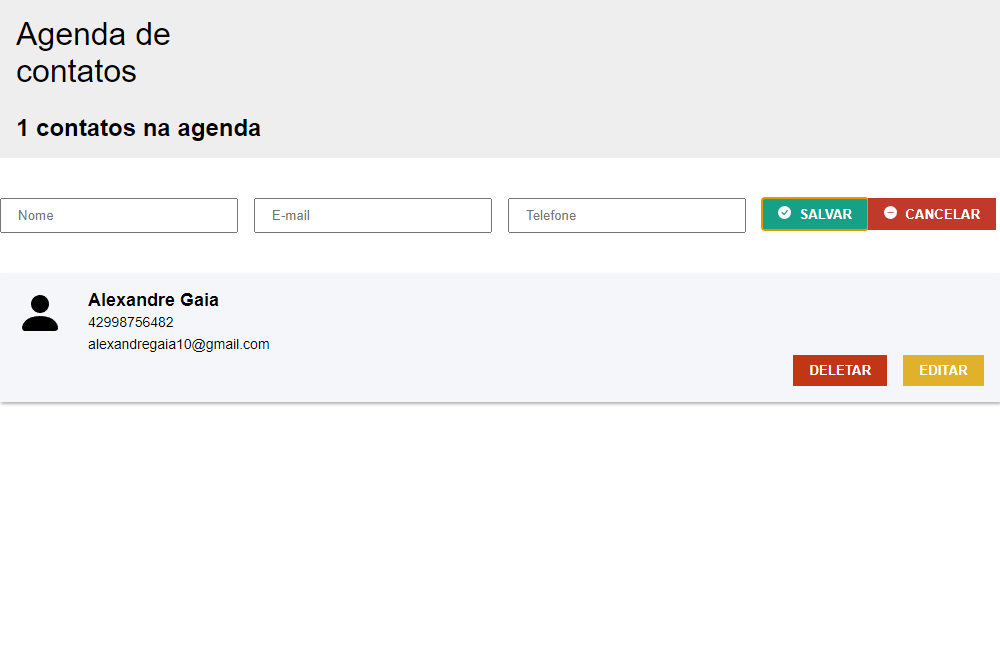 Agenda de
contatos
1 contatos na agenda
Nome E-mail Telefone SALVAR CANCELAR
Alexandre Gaia
42998756482
alexandregaia10@gmail.com
DELETAR EDITAR